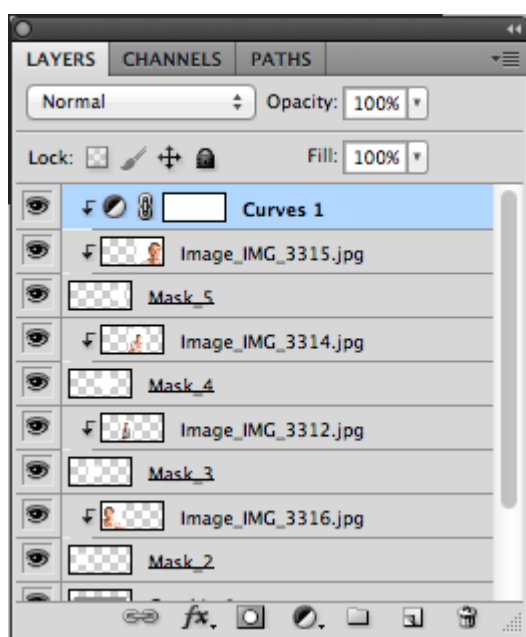 LAYERS CHANNELS PATHS
Normal Opacity: 100%
Lock: Fill: 100%
Curves 1
Image_IMG_3315.jpg
Mask_5
Image_IMG_3314.jpg
Mask_4
Image_IMG_3312.jpg
Mask_3
Image_IMG_3316.jpg
Mask_2
fx.